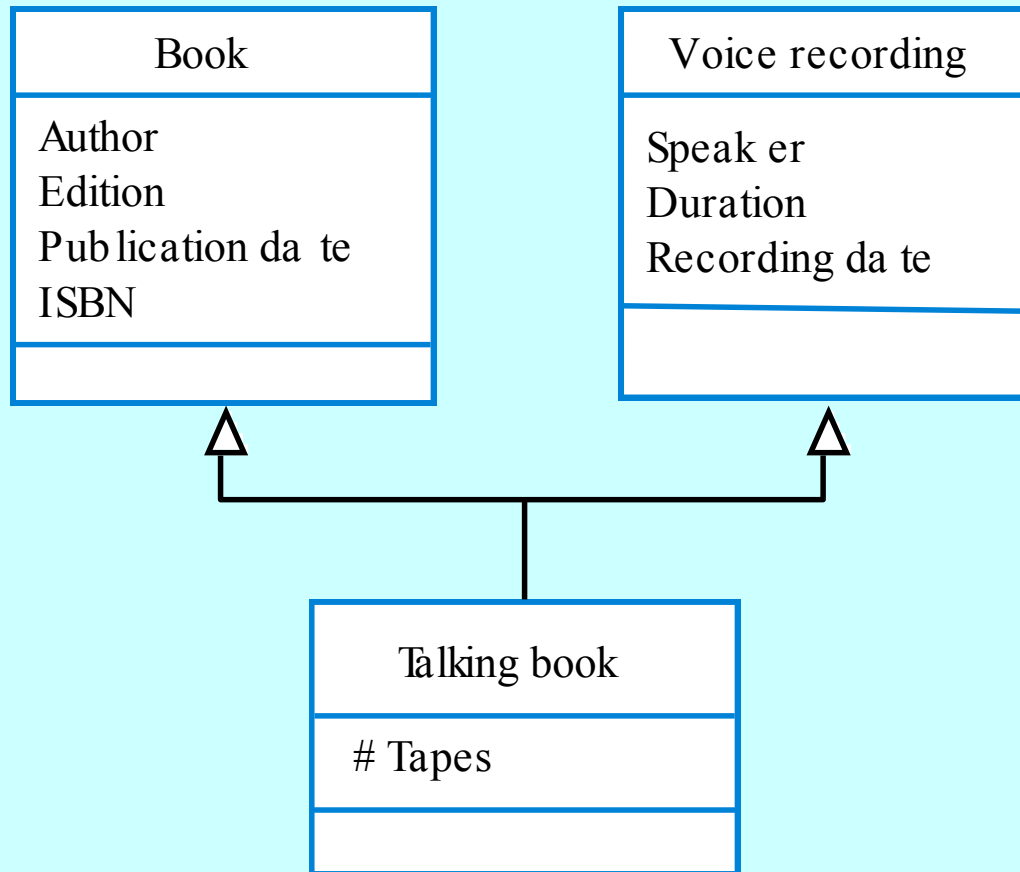 Book
Author
Edition
Publication date
ISBN
Voice recording
Speaker
Duration
Recording date
Talking book
# Tapes